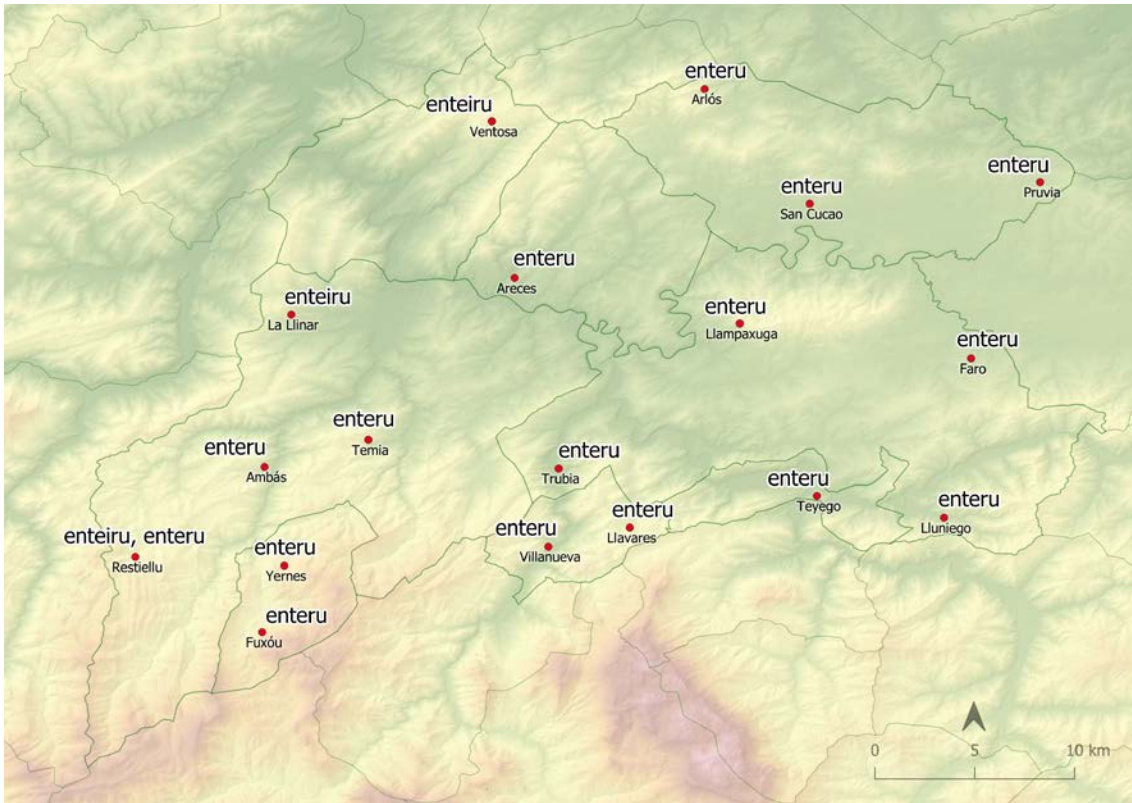 enteru
Arlós
enteiru
Ventosa
enteru
Pruvia
enteru
San Cucao
enteru
Areces
enteiru
La Llinar
enteru
Llampaxuga
enteru
Faro
enteru
Temia
enteru
Ambás
enteru
Trubia
enteru
Teyego
enteru
Lluniego
enteru
Llavares
enteru
Villanueva
enteiru, enteru
Restiellu
enteru
Yernes
enteru
Fuxóu
0 5 10 km